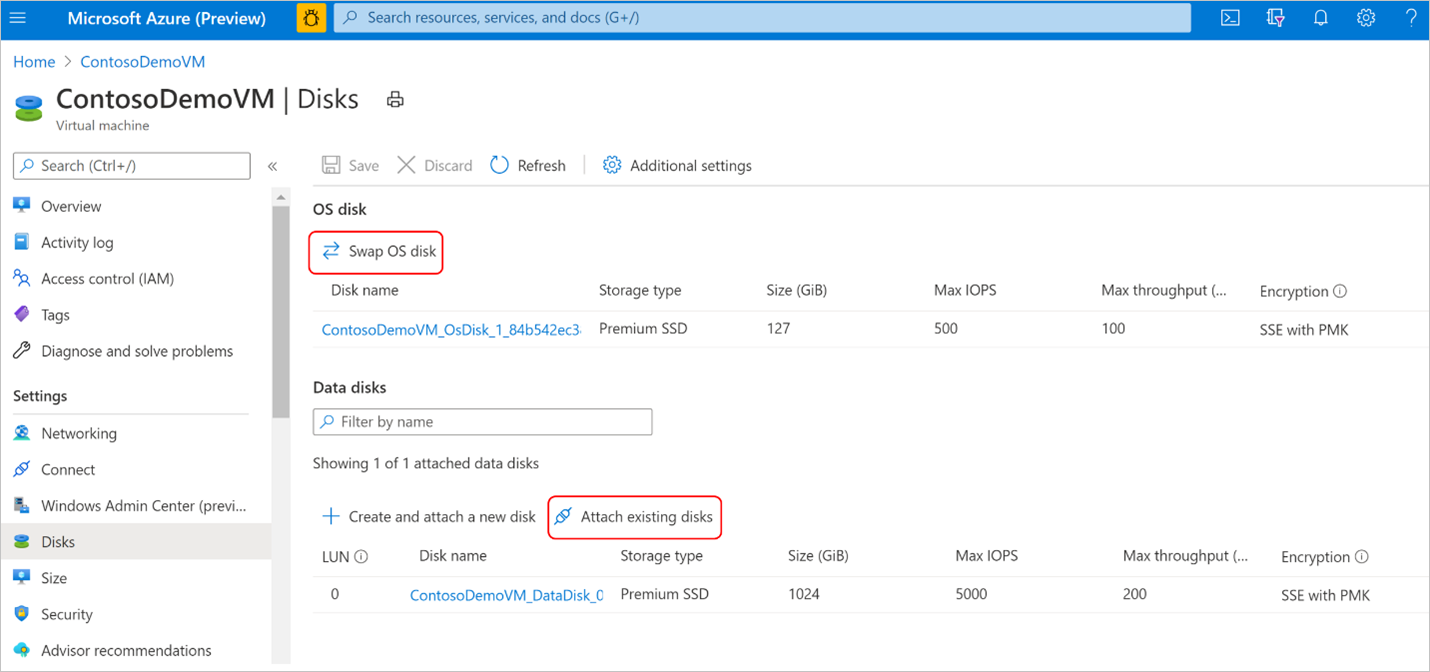 Microsoft Azure (Preview) Search resources, services, and docs (G+/) ?
Home > ContosoDemoVM
ContosoDemoVM | Disks
Virtual machine
Search (Ctrl+/) «
Overview
Activity log
Access control (IAM)
Tags
Diagnose and solve problems
Settings
Networking
Connect
Windows Admin Center (previ...
Disks
Size
Security
Advisor recommendations
Save Discard Refresh Additional settings
OS disk
Swap OS disk
Disk name Storage type Size (GiB) Max IOPS Max throughput (... Encryption
ContosoDemoVM_OsDisk_1_84b542ec3 Premium SSD 127 500 100 SSE with PMK
Data disks
Filter by name
Showing 1 of 1 attached data disks
Create and attach a new disk Attach existing disks
LUN Disk name Storage type Size (GiB) Max IOPS Max throughput (... Encryption
0 ContosoDemoVM_DataDisk_0 Premium SSD 1024 5000 200 SSE with PMK